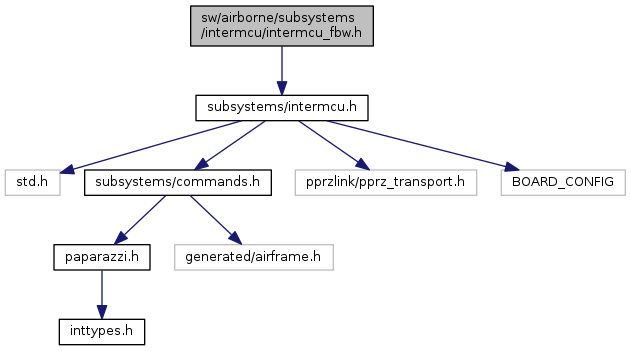 sw/airborne/subsystems
/intermcu/intermcu_fbw.h
subsystems/intermcu.h
std.h
subsystems/commands.h
pprzlink/pprz_transport.h
BOARD_CONFIG
paparazzi.h
generated/airframe.h
inttypes.h